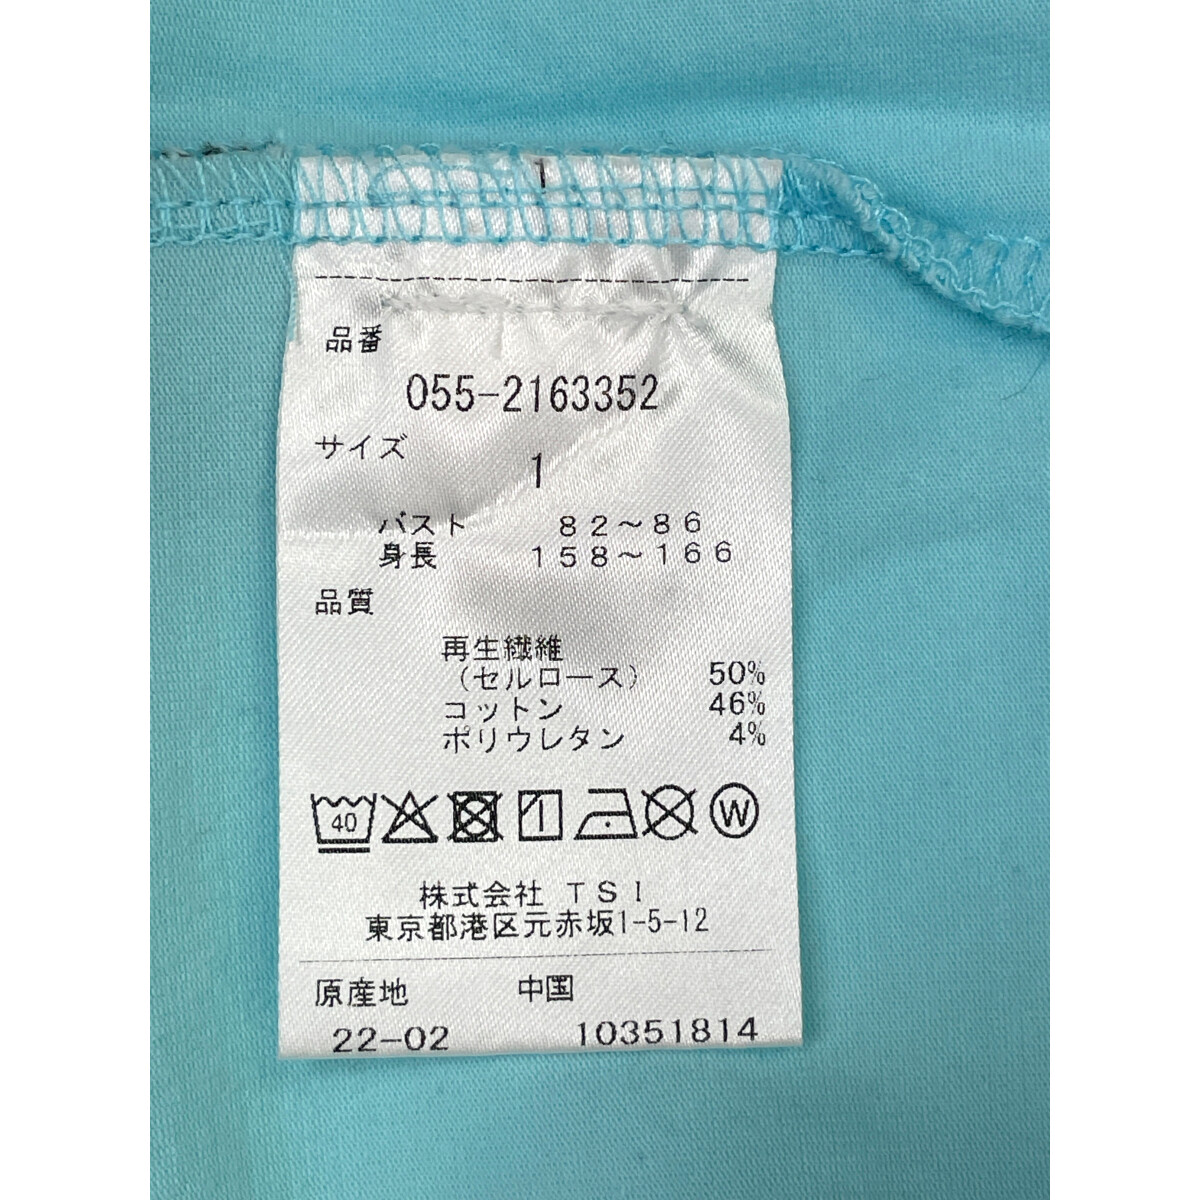 品番
055-2163352
サイズ
1
バスト 82～86
身長 158～166
品質
再生繊維
(セルロース) 50%
コットン 46%
ポリウレタン 4%
40 1 W
株式会社 TSI
東京都港区元赤坂1-5-12
原産地 中国
22-02 10351814